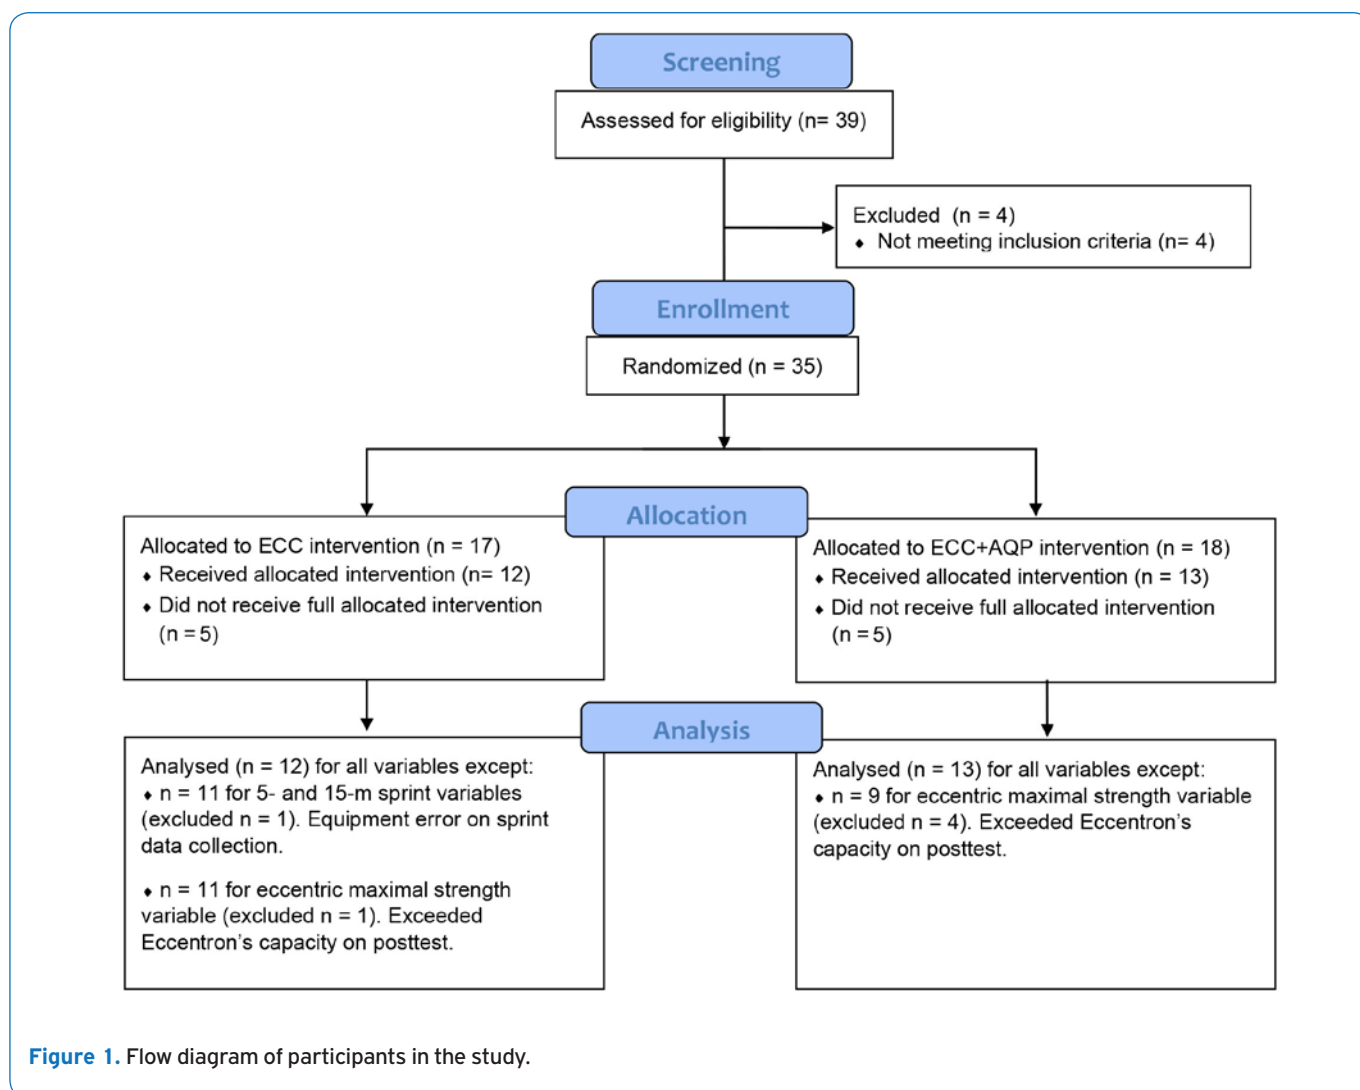 Screening
Assessed for eligibility (n= 39)
Excluded (n = 4)
⬧ Not meeting inclusion criteria (n= 4)
Enrollment
Randomized (n = 35)
Allocation
Allocated to ECC intervention (n = 17)
⬧ Received allocated intervention (n= 12)
⬧ Did not receive full allocated intervention
(n = 5)
Allocated to ECC+AQP intervention (n = 18)
⬧ Received allocated intervention (n = 13)
⬧ Did not receive full allocated intervention
(n = 5)
Analysis
Analysed (n = 12) for all variables except:
⬧ n = 11 for 5- and 15-m sprint variables
(excluded n = 1). Equipment error on sprint
data collection.
⬧ n = 11 for eccentric maximal strength
variable (excluded n = 1). Exceeded
Eccentron's capacity on posttest.
Analysed (n = 13) for all variables except:
⬧ n = 9 for eccentric maximal strength variable
(excluded n = 4). Exceeded Eccentron's
capacity on posttest.
Figure 1. Flow diagram of participants in the study.